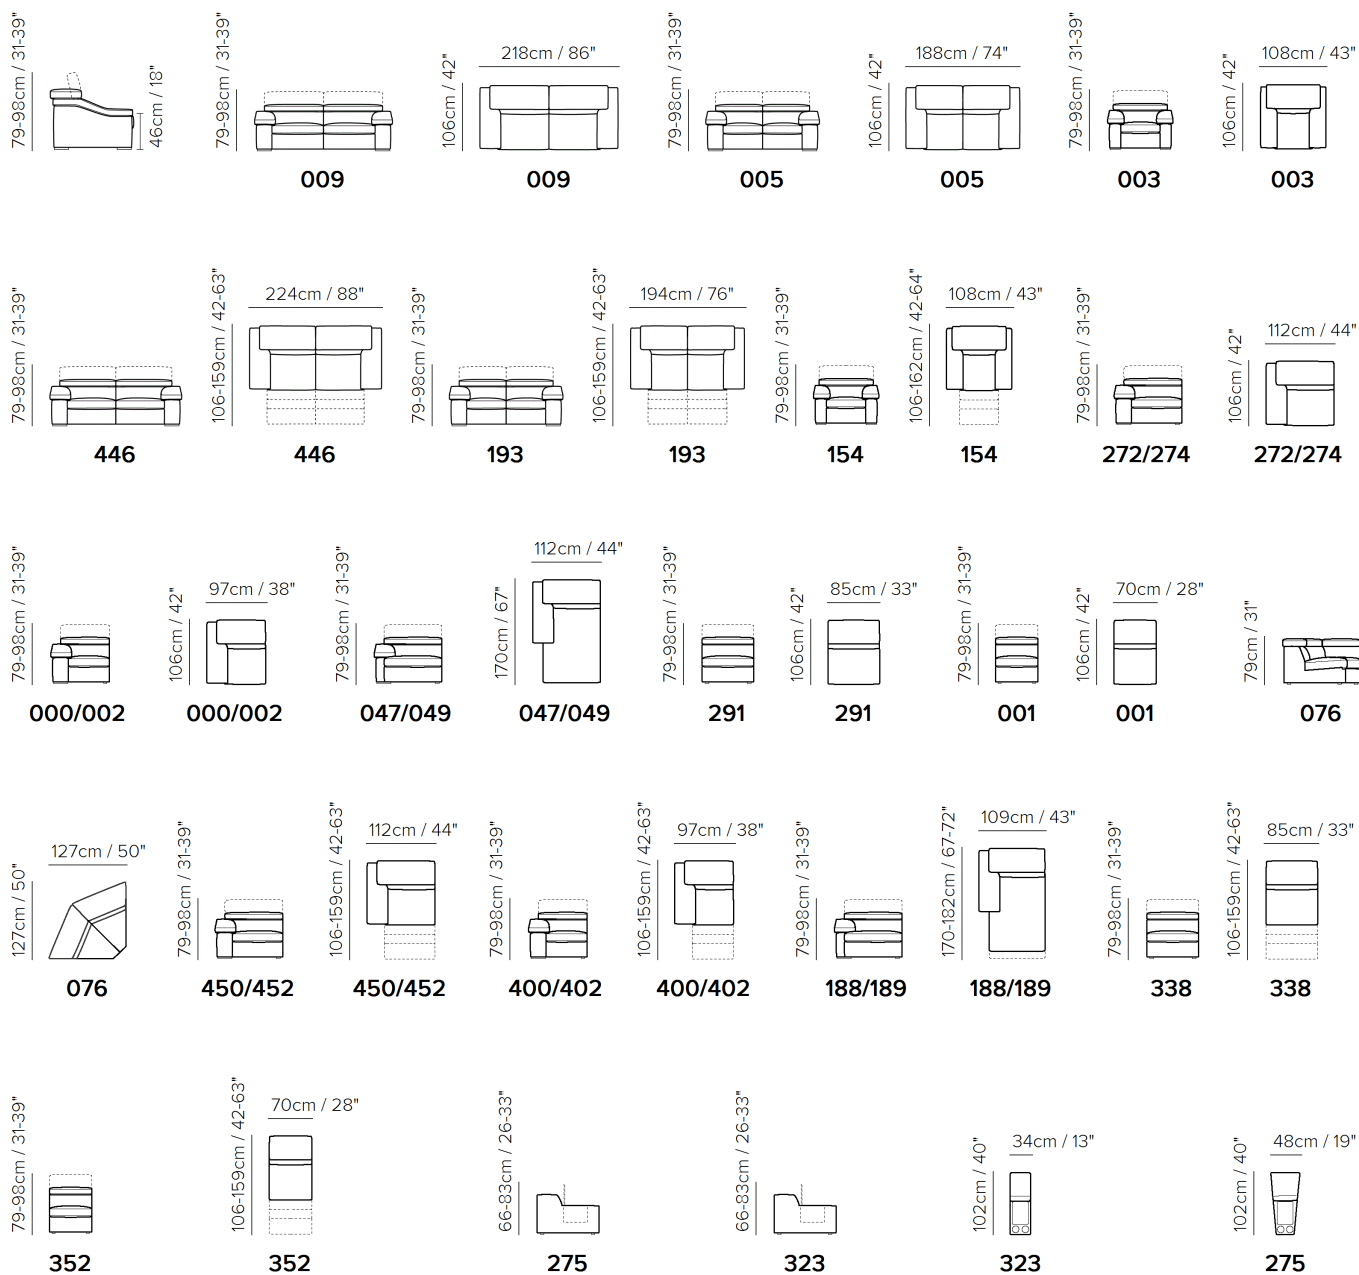 79-98cm / 31-39"
46cm / 18"
79-98cm / 31-39"
009
106cm / 42"
218cm / 86"
009
79-98cm / 31-39"
005
106cm / 42"
188cm / 74"
005
79-98cm / 31-39"
003
106cm / 42"
108cm / 43"
003
79-98cm / 31-39"
446
106-159cm / 42-63"
224cm / 88"
446
79-98cm / 31-39"
193
106-159cm / 42-63"
194cm / 76"
193
79-98cm / 31-39"
154
106-162cm / 42-64"
108cm / 43"
154
79-98cm / 31-39"
272/274
106cm / 42"
112cm / 44"
272/274
79-98cm / 31-39"
000/002
106cm / 42"
97cm / 38"
000/002
79-98cm / 31-39"
047/049
170cm / 67"
112cm / 44"
047/049
79-98cm / 31-39"
291
106cm / 42"
85cm / 33"
291
79-98cm / 31-39"
001
106cm / 42"
70cm / 28"
001
79cm / 31"
076
127cm / 50"
127cm / 50"
076
79-98cm / 31-39"
450/452
106-159cm / 42-63"
112cm / 44"
450/452
79-98cm / 31-39"
400/402
106-159cm / 42-63"
97cm / 38"
400/402
79-98cm / 31-39"
188/189
170-182cm / 67-72"
109cm / 43"
188/189
79-98cm / 31-39"
338
106-159cm / 42-63"
85cm / 33"
338
79-98cm / 31-39"
352
106-159cm / 42-63"
70cm / 28"
352
66-83cm / 26-33"
275
66-83cm / 26-33"
323
102cm / 40"
34cm / 13"
323
102cm / 40"
48cm / 19"
275